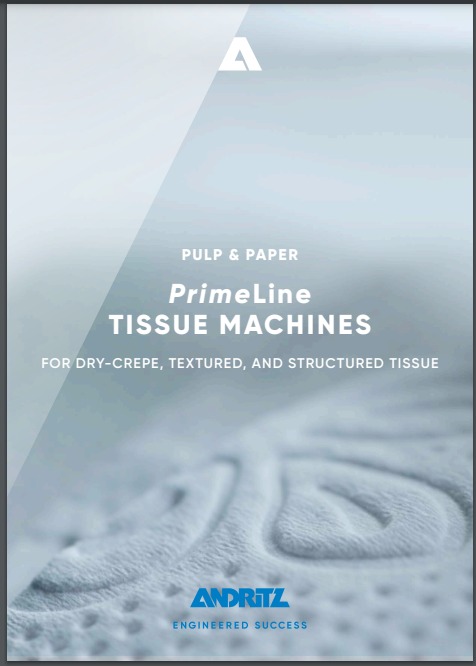 PULP & PAPER
PrimeLine
TISSUE MACHINES
FOR DRY-CREPE, TEXTURED, AND STRUCTURED TISSUE
ANDRITZ
ENGINEERED SUCCESS